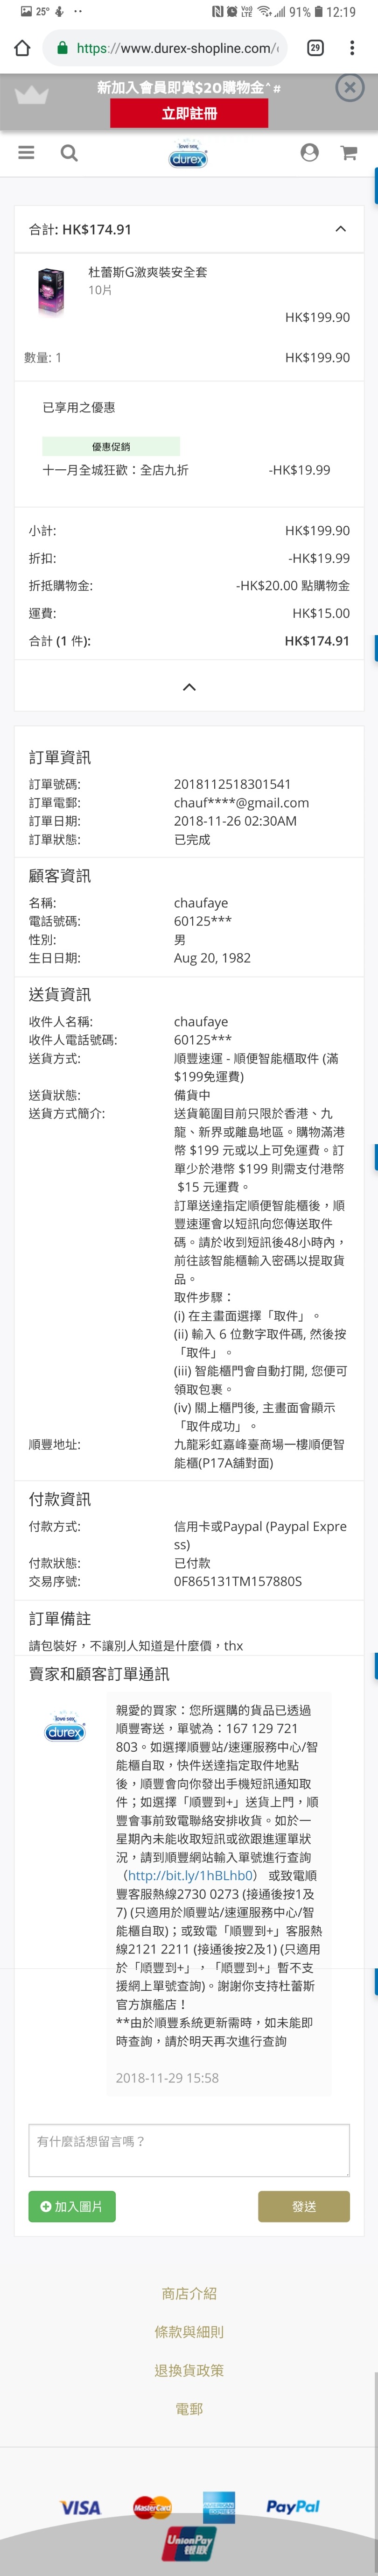 25°
91% 12:19
https://www.durex-shopline.com/
29
新加入會員即賞$20購物金^#
立即註冊
love sex
durex
合計: HK$174.91
杜蕾斯G激爽裝安全套
10片
HK$199.90
數量: 1 HK$199.90
已享用之優惠
優惠促銷
十一月全城狂歡：全店九折 -HK$19.99
小計: HK$199.90
折扣: -HK$19.99
折抵購物金: -HK$20.00 點購物金
運費: HK$15.00
合計 (1 件): HK$174.91
訂單資訊
訂單號碼: 2018112518301541
訂單電郵: chauf****@gmail.com
訂單日期: 2018-11-26 02:30AM
訂單狀態: 已完成
顧客資訊
名稱: chaufaye
電話號碼: 60125***
性別: 男
生日日期: Aug 20, 1982
送貨資訊
收件人名稱: chaufaye
收件人電話號碼: 60125***
送貨方式: 順豐速運 - 順便智能櫃取件 (滿
$199免運費)
送貨狀態: 備貨中
送貨方式簡介: 送貨範圍目前只限於香港、九
龍、新界或離島地區。購物滿港
幣 $199 元或以上可免運費。訂
單少於港幣 $199 則需支付港幣
$15 元運費。
訂單送達指定順便智能櫃後，順
豐速運會以短訊向您傳送取件
碼。請於收到短訊後48小時內，
前往該智能櫃輸入密碼以提取貨
品。
取件步驟：
(i) 在主畫面選擇「取件」。
(ii) 輸入 6 位數字取件碼, 然後按
「取件」。
(iii) 智能櫃門會自動打開, 您便可
領取包裹。
(iv) 關上櫃門後, 主畫面會顯示
「取件成功」。
順豐地址: 九龍彩虹嘉峰臺商場一樓順便智
能櫃(P17A舖對面)
付款資訊
付款方式: 信用卡或Paypal (Paypal Expre
ss)
付款狀態: 已付款
交易序號: 0F865131TM157880S
訂單備註
請包裝好，不讓別人知道是什麼價，thx
賣家和顧客訂單通訊
love sex
durex
親愛的買家：您所選購的貨品已透過
順豐寄送，單號為：167 129 721
803。如選擇順豐站/速運服務中心/智
能櫃自取，快件送達指定取件地點
後，順豐會向你發出手機短訊通知取
件；如選擇「順豐到+」送貨上門，順
豐會事前致電聯絡安排收貨。如於一
星期內未能收取短訊或欲跟進運單狀
況，請到順豐網站輸入單號進行查詢
（http://bit.ly/1hBLhb0） 或致電順
豐客服熱線2730 0273 (接通後按1及
7) (只適用於順豐站/速運服務中心/智
能櫃自取)；或致電「順豐到+」客服熱
線2121 2211 (接通後按2及1) (只適用
於「順豐到+」，「順豐到+」暫不支
援網上單號查詢)。謝謝你支持杜蕾斯
官方旗艦店！
**由於順豐系統更新需時，如未能即
時查詢，請於明天再次進行查詢
2018-11-29 15:58
有什麼話想留言嗎？
加入圖片 發送
商店介紹
條款與細則
退換貨政策
電郵
VISA MasterCard AMERICAN EXPRESS PayPal
UnionPay
银联